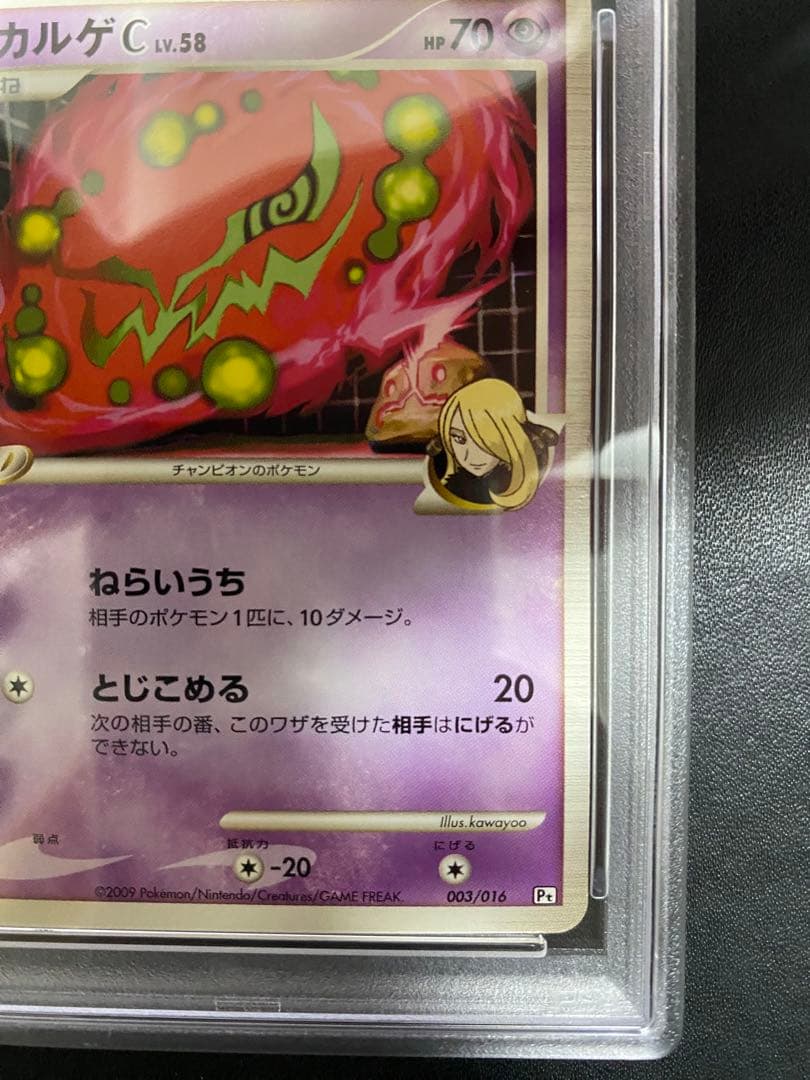 カルゲ C LV.58 HP 70
ね
チャンピオンのポケモン
ねらいうち
相手のポケモン1匹に、10ダメージ。
とじこめる 20
次の相手の番、このワザを受けた相手はにげるが
できない。
Illus.kawayoo
弱点 抵抗力 にげる
-20
©2009 Pokémon/Nintendo/Creatures/GAME FREAK. 003/016 Pt